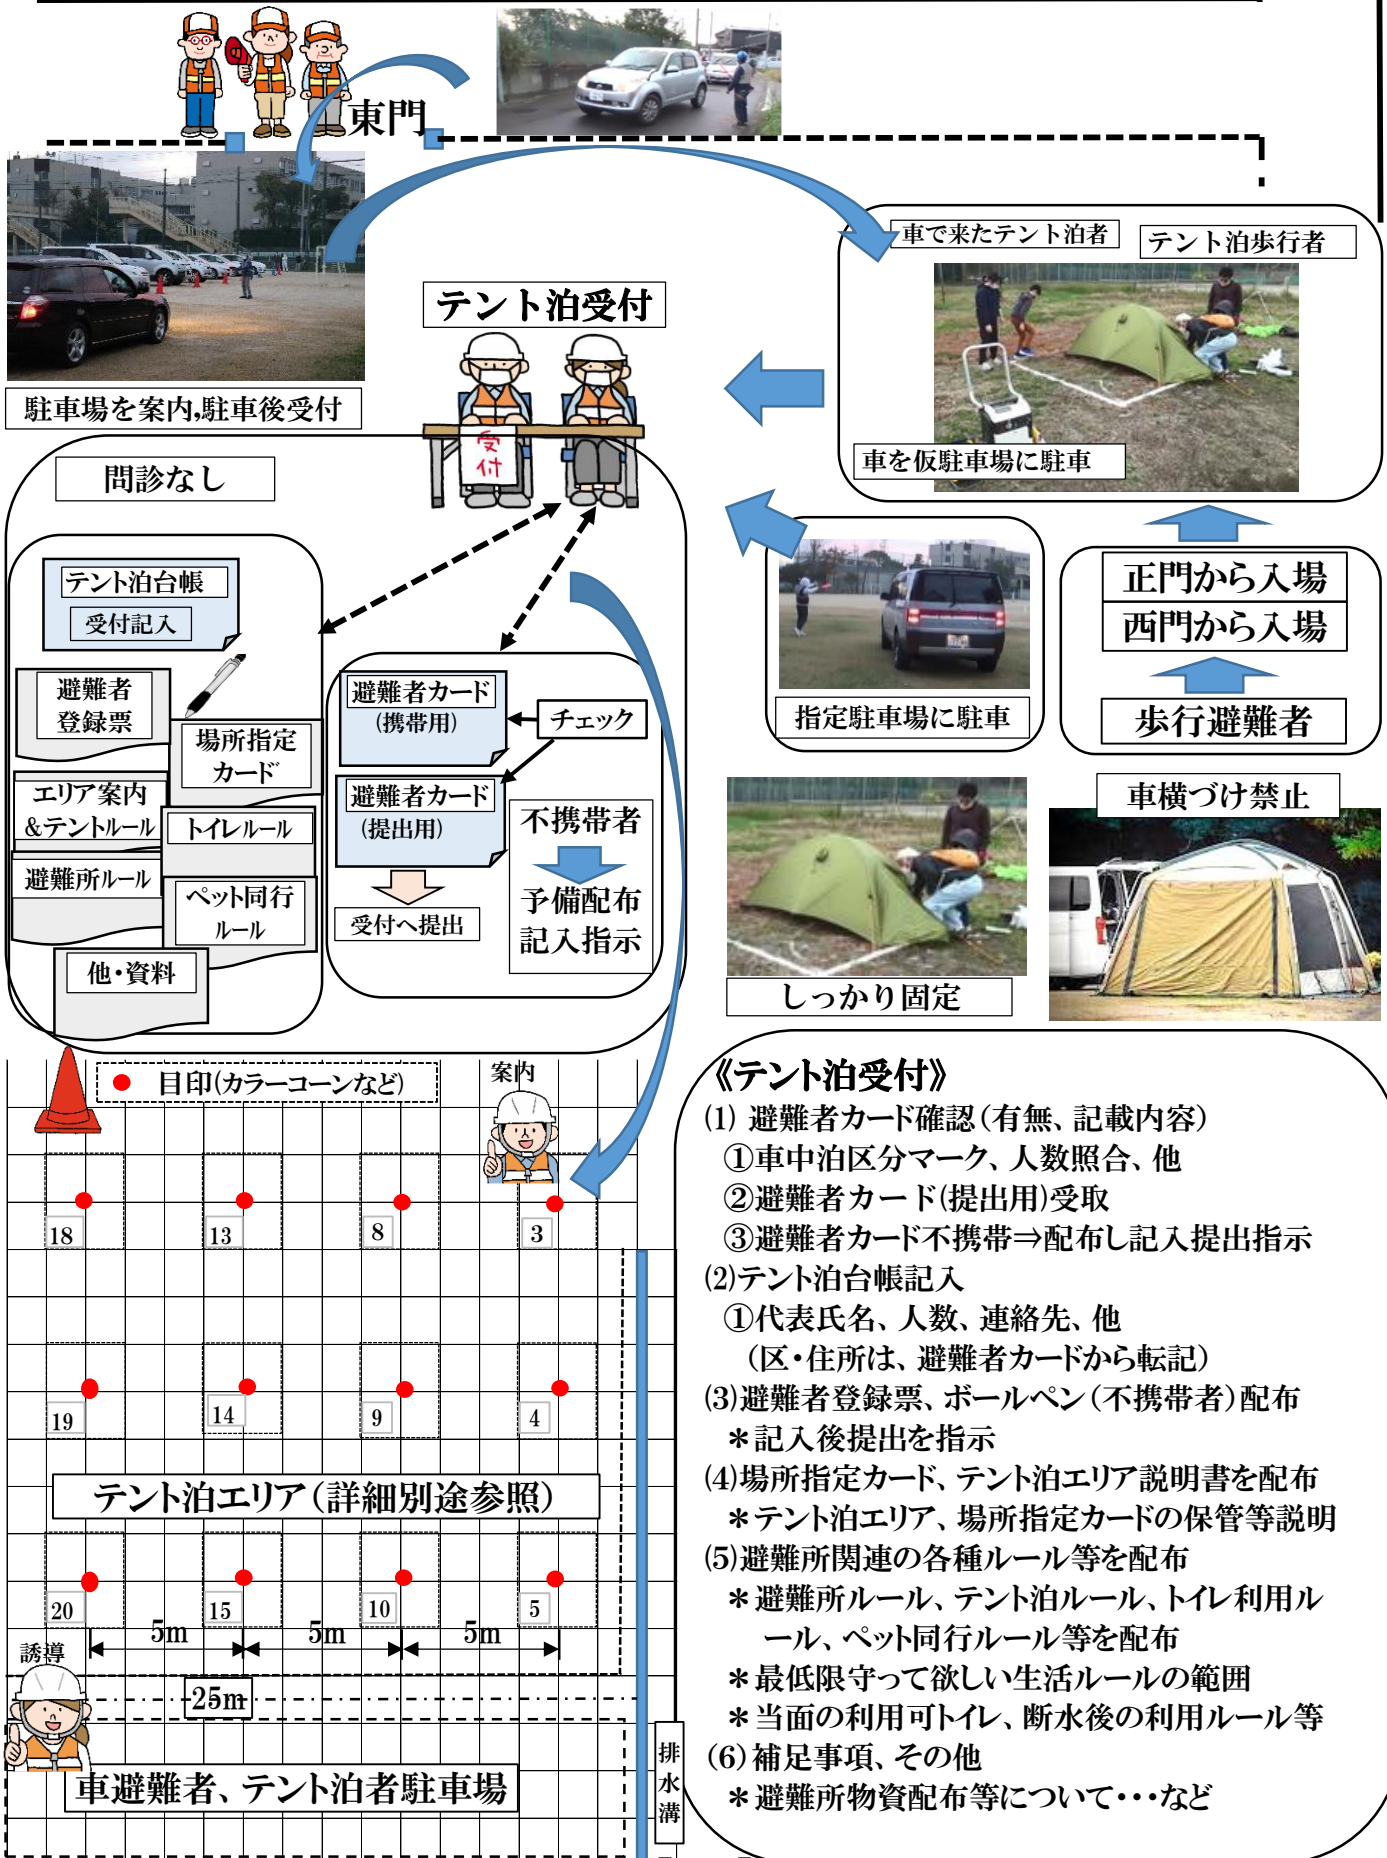 東門
車で来たテント泊者
テント泊歩行者
テント泊受付
駐車場を案内,駐車後受付
受付
車を仮駐車場に駐車
問診なし
テント泊台帳
受付記入
避難者
登録票
場所指定
カード
エリア案内
&テントルール
トイレルール
避難所ルール
ペット同行
ルール
他・資料
避難者カード
(携帯用)
チェック
避難者カード
(提出用)
受付へ提出
不携帯者
予備配布
記入指示
指定駐車場に駐車
正門から入場
西門から入場
歩行避難者
車横づけ禁止
しっかり固定
目印(カラーコーンなど)
案内
18
13
8
3
19
14
9
4
テント泊エリア(詳細別途参照)
20
15
10
5
5m
5m
5m
誘導
25m
車避難者、テント泊者駐車場
排水溝
《テント泊受付》
⑴ 避難者カード確認(有無、記載内容)
①車中泊区分マーク、人数照合、他
②避難者カード(提出用)受取
③避難者カード不携帯⇒配布し記入提出指示
⑵テント泊台帳記入
①代表氏名、人数、連絡先、他
(区・住所は、避難者カードから転記)
⑶避難者登録票、ボールペン(不携帯者)配布
＊記入後提出を指示
⑷場所指定カード、テント泊エリア説明書を配布
＊テント泊エリア、場所指定カードの保管等説明
⑸避難所関連の各種ルール等を配布
＊避難所ルール、テント泊ルール、トイレ利用ル
ール、ペット同行ルール等を配布
＊最低限守って欲しい生活ルールの範囲
＊当面の利用可トイレ、断水後の利用ルール等
⑹補足事項、その他
＊避難所物資配布等について・・・など